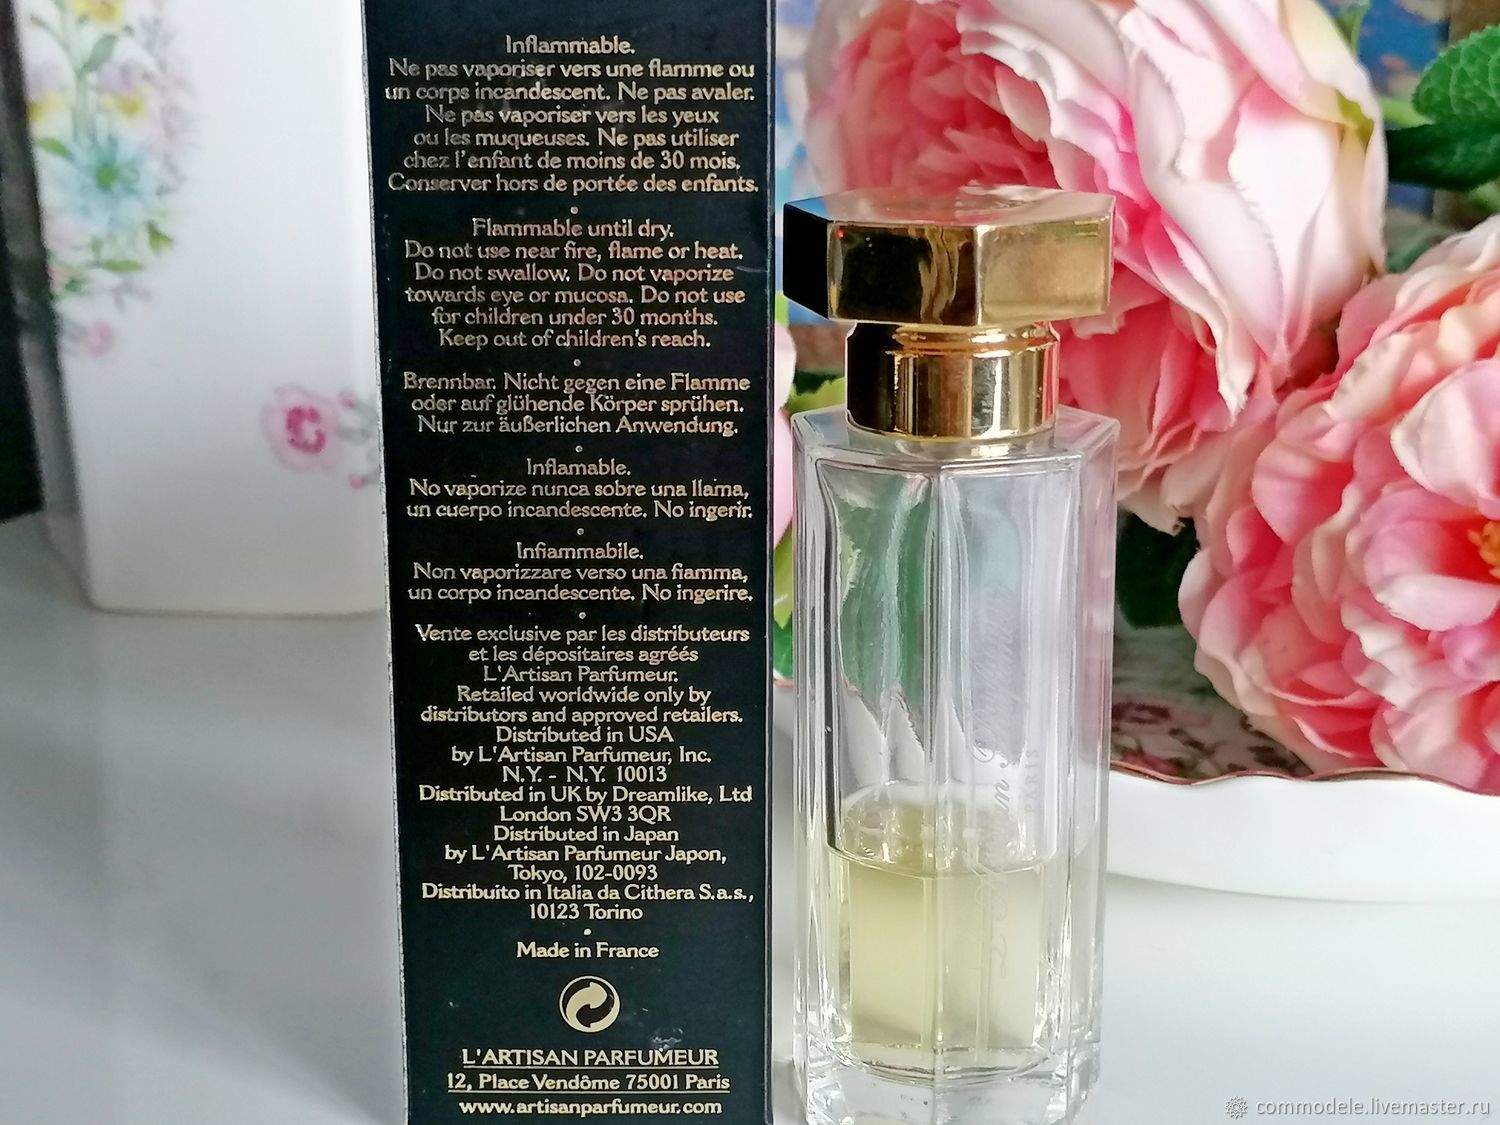 Inflammable.
Ne pas vaporiser vers une flamme ou
un corps incandescent. Ne pas avaler.
Ne pas vaporiser vers les yeux
ou les muqueuses. Ne pas utiliser
chez l'enfant de moins de 30 mois.
Conserver hors de portée des enfants.
Flammable until dry.
Do not use near fire, flame or heat.
Do not swallow. Do not vaporize
towards eye or mucosa. Do not use
for children under 30 months.
Keep out of children's reach.
Brennbar. Nicht gegen eine Flamme
oder auf glühende Körper sprühen.
Nur zur äußerlichen Anwendung.
Inflamable.
No vaporize nunca sobre una llama,
un cuerpo incandescente. No ingerir.
Infiammabile.
Non vaporizzare verso una fiamma,
un corpo incandescente. No ingerire.
Vente exclusive par les distributeurs
et les dépositaires agréés
L'Artisan Parfumeur.
Retailed worldwide only by
distributors and approved retailers.
Distributed in USA
by L'Artisan Parfumeur, Inc.
N.Y. - N.Y. 10013
Distributed in UK by Dreamlike, Ltd
London SW3 3QR
Distributed in Japan
by L'Artisan Parfumeur Japon,
Tokyo, 102-0093
Distribuito in Italia da Cithera S.a.s.,
10123 Torino
Made in France
L'ARTISAN PARFUMEUR
12, Place Vendôme 75001 Paris
www.artisanparfumeur.com
L'Artisan Parfumeur
PARIS
commodele.livemaster.ru